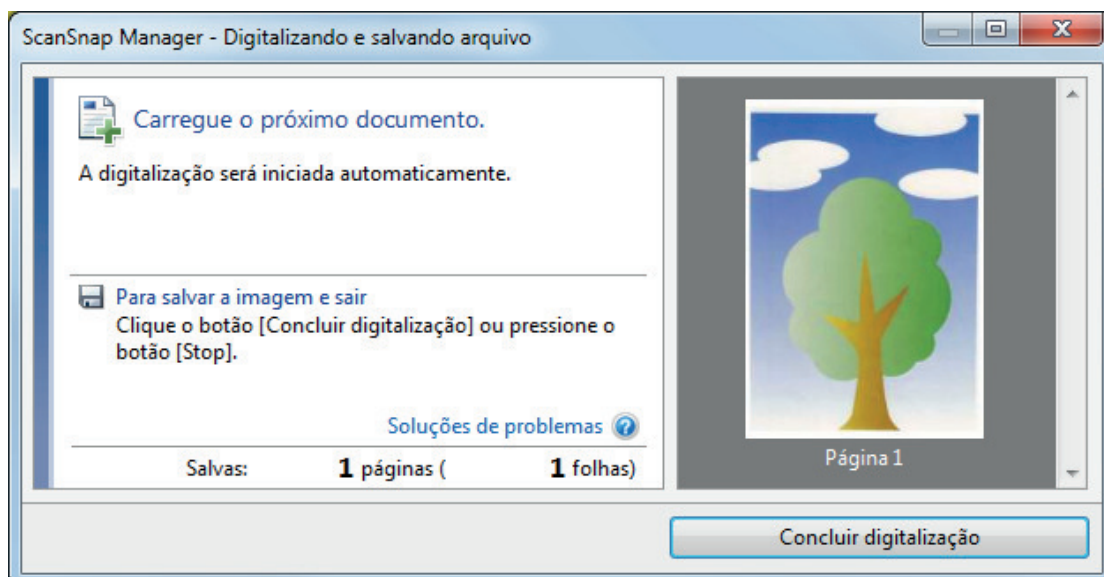 ScanSnap Manager - Digitalizando e salvando arquivo
Carregue o próximo documento.
A digitalização será iniciada automaticamente.
Para salvar a imagem e sair
Clique o botão [Concluir digitalização] ou pressione o
botão [Stop].
Soluções de problemas
Salvas: 1 páginas ( 1 folhas)
Página 1
Concluir digitalização